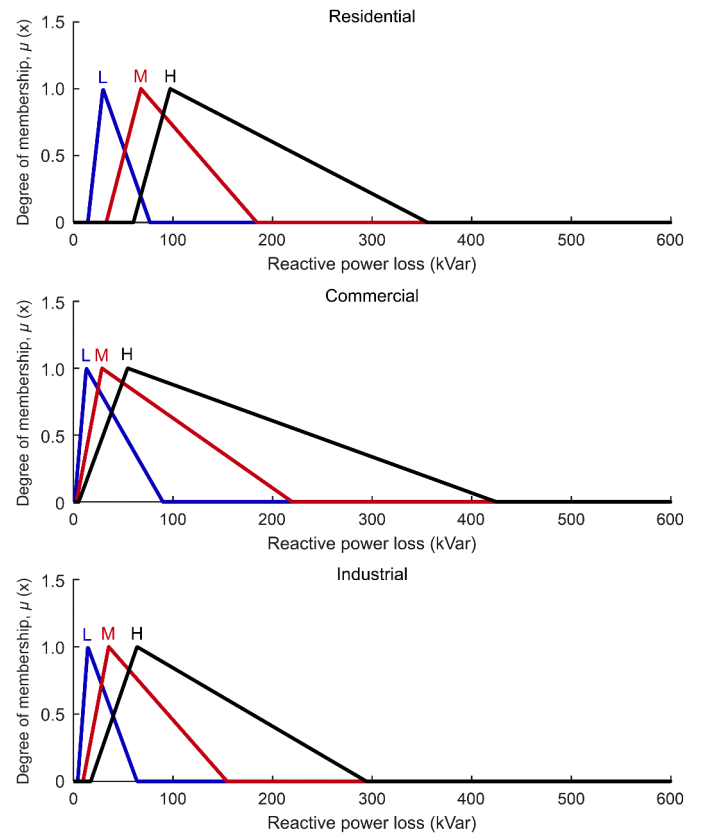 Residential
Degree of membership, μ (x)
1.5
1.0
0.5
0
L
M
H
0 100 200 300 400 500 600
Reactive power loss (kVar)
Commercial
Degree of membership, μ (x)
1.5
1.0
0.5
0
L
M
H
0 100 200 300 400 500 600
Reactive power loss (kVar)
Industrial
Degree of membership, μ (x)
1.5
1.0
0.5
0
L
M
H
0 100 200 300 400 500 600
Reactive power loss (kVar)